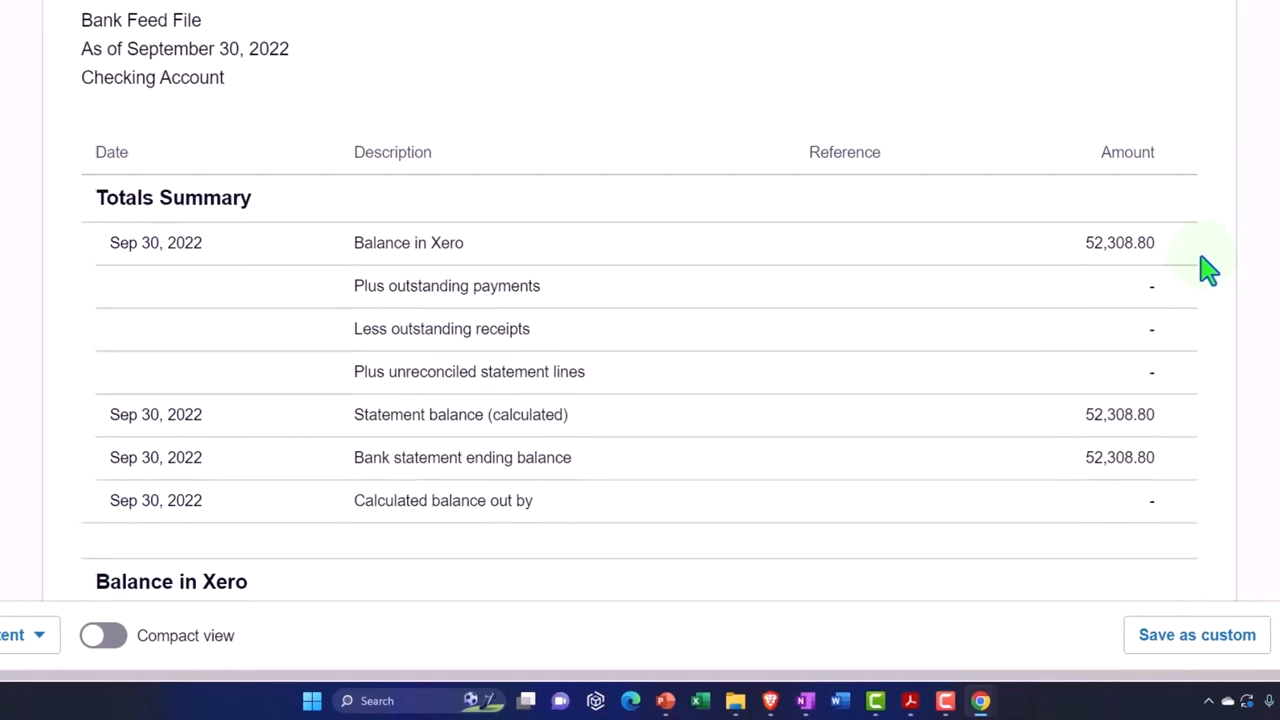 Bank Feed File
As of September 30, 2022
Checking Account
Date Description Reference Amount
Totals Summary
Sep 30, 2022 Balance in Xero 52,308.80
Plus outstanding payments -
Less outstanding receipts -
Plus unreconciled statement lines -
Sep 30, 2022 Statement balance (calculated) 52,308.80
Sep 30, 2022 Bank statement ending balance 52,308.80
Sep 30, 2022 Calculated balance out by -
Balance in Xero
tent Compact view Save as custom
Search